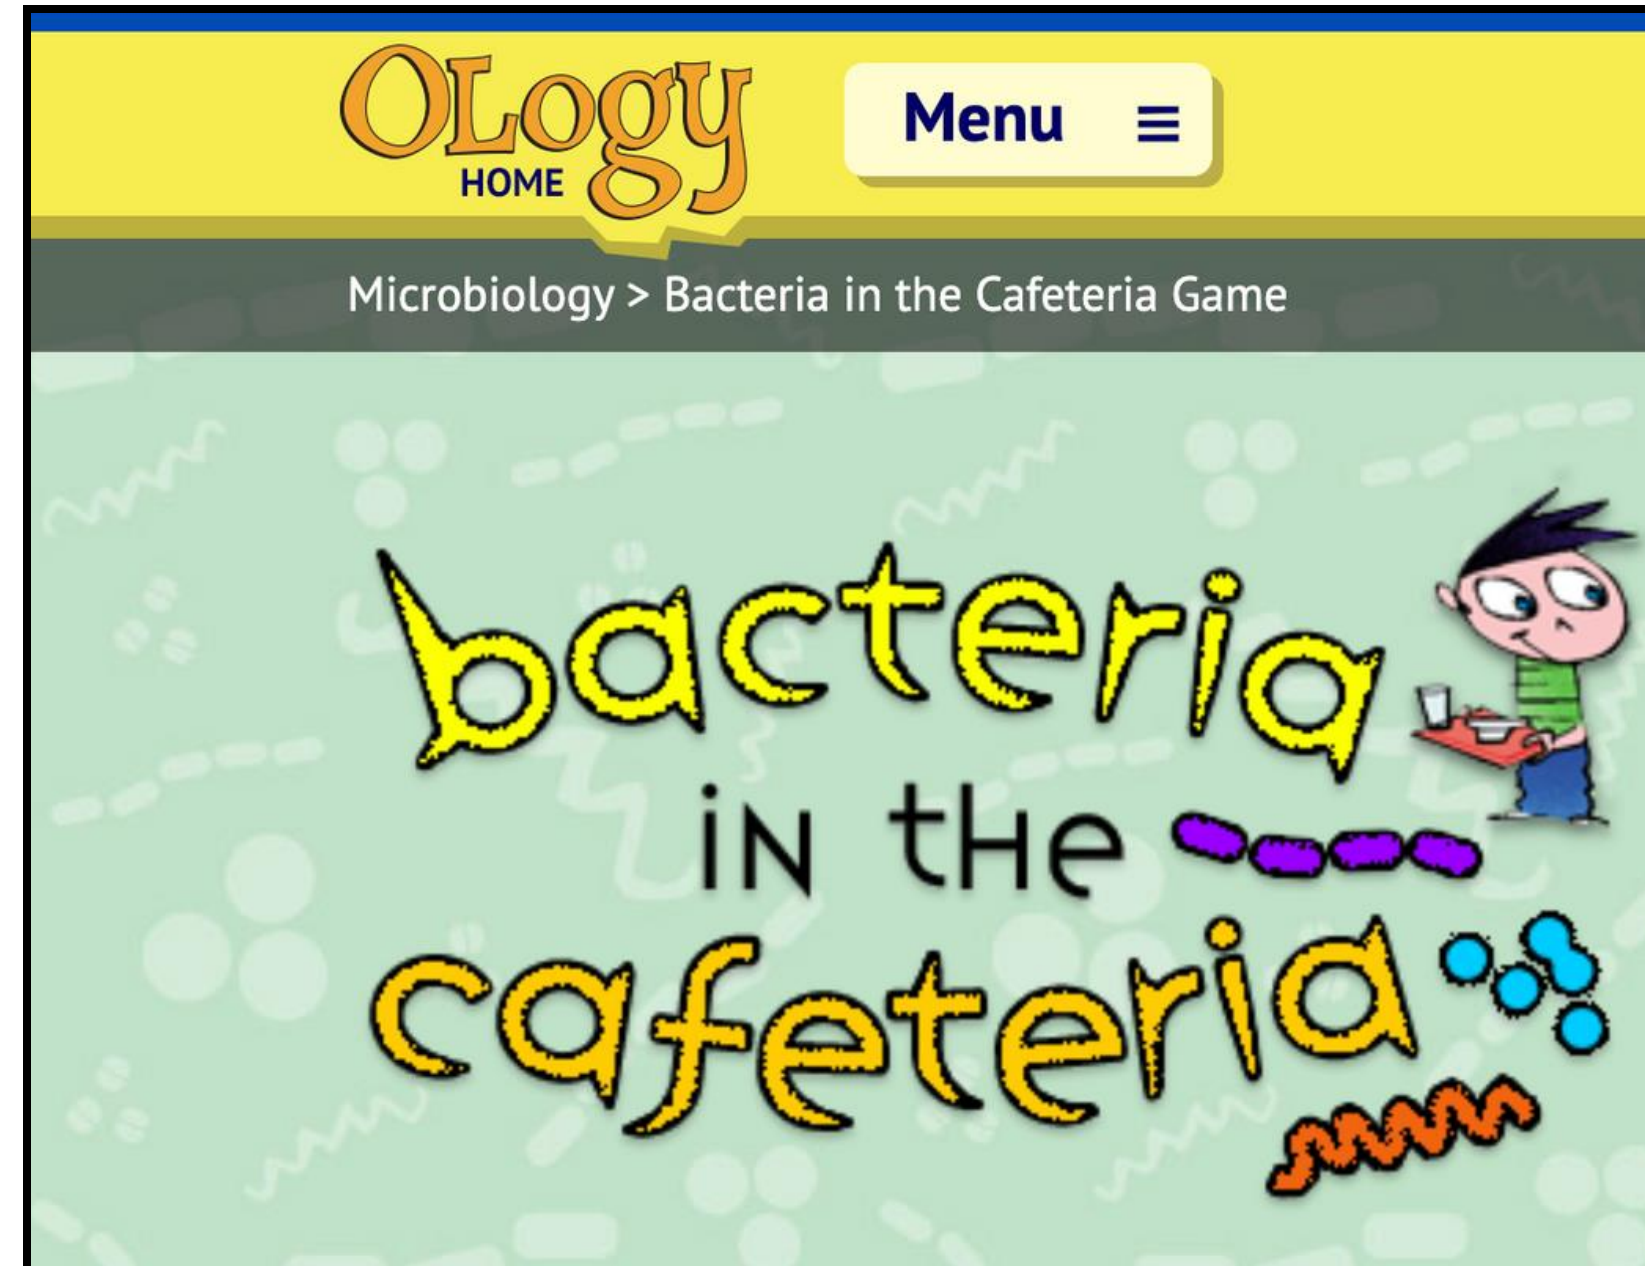 OLogy
HOME
Menu
Microbiology > Bacteria in the Cafeteria Game
bacteria
iN tHe
cafeteria